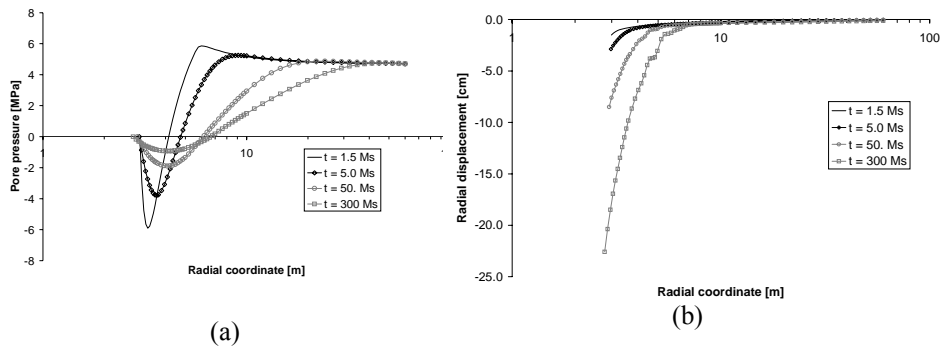 Pore pressure [MPa]
8
6
4
2
0
-2
-4
-6
-8
1
10
100
t = 1.5 Ms
t = 5.0 Ms
t = 50. Ms
t = 300 Ms
Radial coordinate [m]
(a)
Radial displacement [cm]
0.0
-5.0
-10.0
-15.0
-20.0
-25.0
1
10
100
t = 1.5 Ms
5.0 Ms
t = 50. Ms
t = 300 Ms
Radial coordinate [m]
(b)